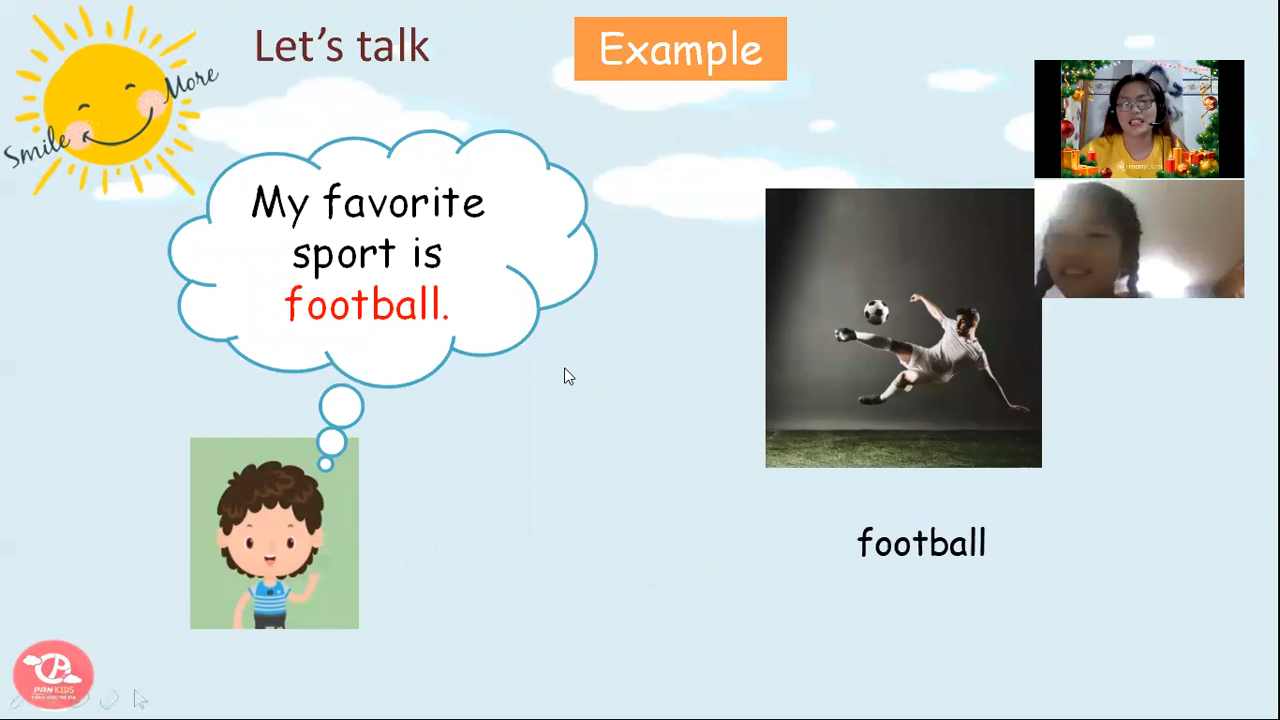 Smile More
Let's talk
Example
My favorite
sport is
football.
football
PAN KIDS